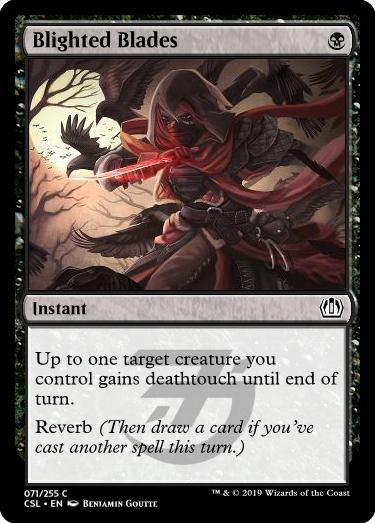 Blighted Blades
Instant
Up to one target creature you
control gains deathtouch until end of
turn.
Reverb (Then draw a card if you've
cast another spell this turn.)
071/255 C
CSL • EN Benjamin Goutte
™ & © 2019 Wizards of the Coast